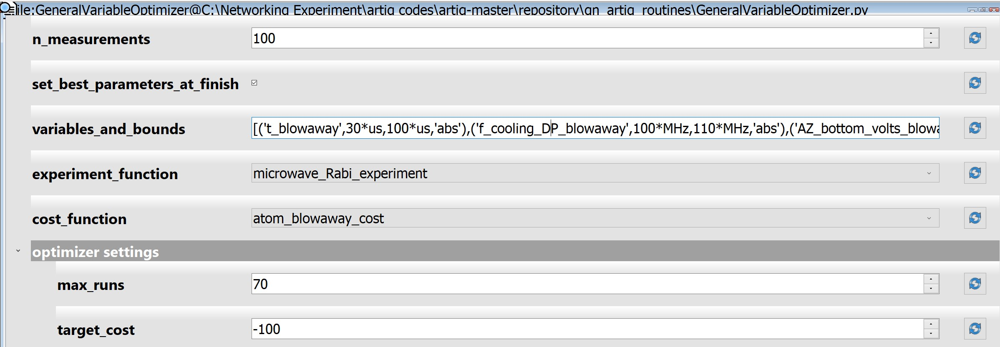 ile:GeneralVariableOptimizer@C:\Networking Experiment\artiq codes\artiq-master\repository\qn_artiq_routines\GeneralVariableOptimizer.py
n_measurements 100
set_best_parameters_at_finish
variables_and_bounds [('t_blowaway',30*us,100*us,'abs'),('f_cooling_DP_blowaway',100*MHz,110*MHz,'abs'),('AZ_bottom_volts_blowa
experiment_function microwave_Rabi_experiment
cost_function atom_blowaway_cost
optimizer settings
max_runs 70
target_cost -100